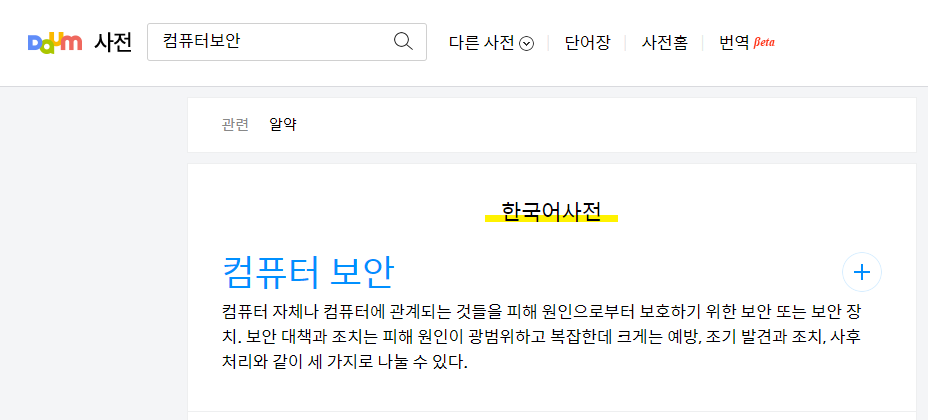 Daum 사전 컴퓨터보안 다른 사전 단어장 사전홈 번역 βeta
관련 알약
한국어사전
컴퓨터 보안
컴퓨터 자체나 컴퓨터에 관계되는 것들을 피해 원인으로부터 보호하기 위한 보안 또는 보안 장
치. 보안 대책과 조치는 피해 원인이 광범위하고 복잡한데 크게는 예방, 조기 발견과 조치, 사후
처리와 같이 세 가지로 나눌 수 있다.